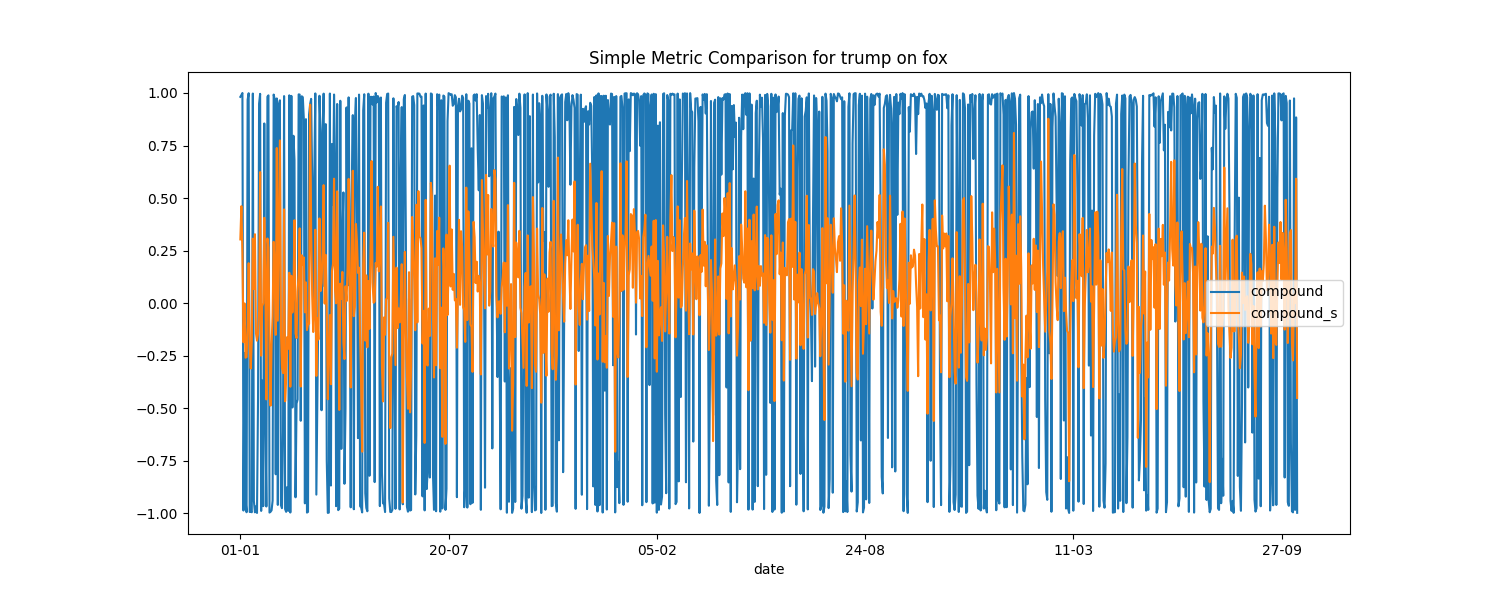 Simple Metric Comparison for trump on fox
1.00
0.75
0.50
0.25
0.00
−0.25
−0.50
−0.75
−1.00
compound
compound_s
01-01 20-07 05-02 24-08 11-03 27-09
date